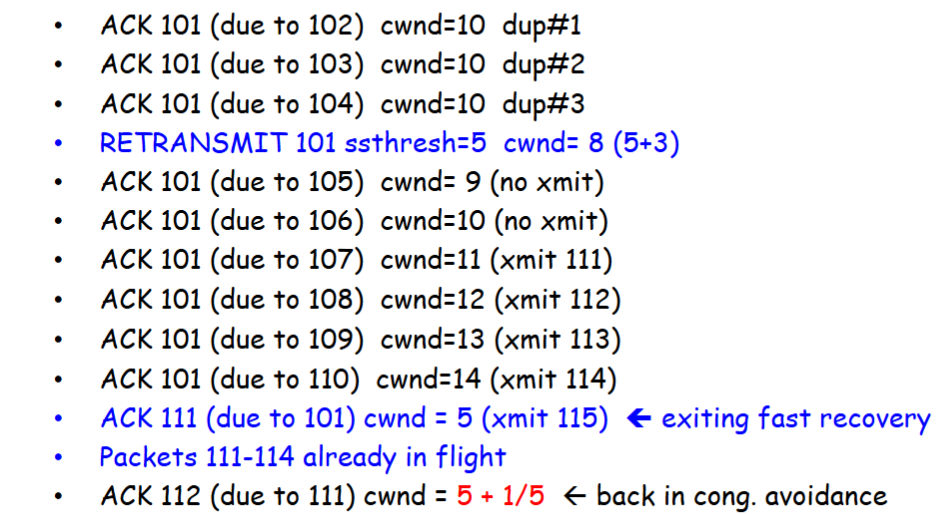 • ACK 101 (due to 102) cwnd=10 dup#1
• ACK 101 (due to 103) cwnd=10 dup#2
• ACK 101 (due to 104) cwnd=10 dup#3
• RETRANSMIT 101 ssthresh=5 cwnd= 8 (5+3)
• ACK 101 (due to 105) cwnd= 9 (no xmit)
• ACK 101 (due to 106) cwnd=10 (no xmit)
• ACK 101 (due to 107) cwnd=11 (xmit 111)
• ACK 101 (due to 108) cwnd=12 (xmit 112)
• ACK 101 (due to 109) cwnd=13 (xmit 113)
• ACK 101 (due to 110) cwnd=14 (xmit 114)
• ACK 111 (due to 101) cwnd = 5 (xmit 115) ← exiting fast recovery
• Packets 111-114 already in flight
• ACK 112 (due to 111) cwnd = 5 + 1/5 ← back in cong. avoidance